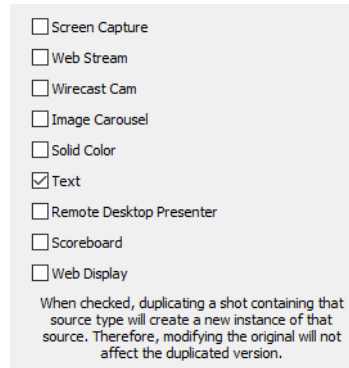 Screen Capture
Web Stream
Wirecast Cam
Image Carousel
Solid Color
Text
Remote Desktop Presenter
Scoreboard
Web Display
When checked, duplicating a shot containing that
source type will create a new instance of that
source. Therefore, modifying the original will not
affect the duplicated version.